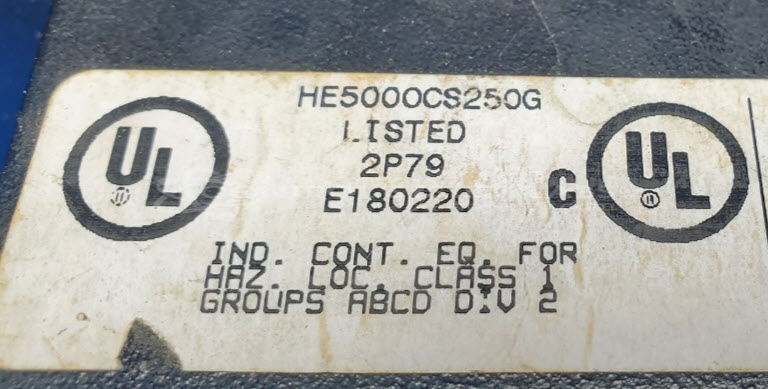 HE5000CS250G
LISTED
2P79
E180220
UL
C UL
IND. CONT. EQ. FOR
HAZ. LOC. CLASS 1
GROUPS ABCD DIV 2